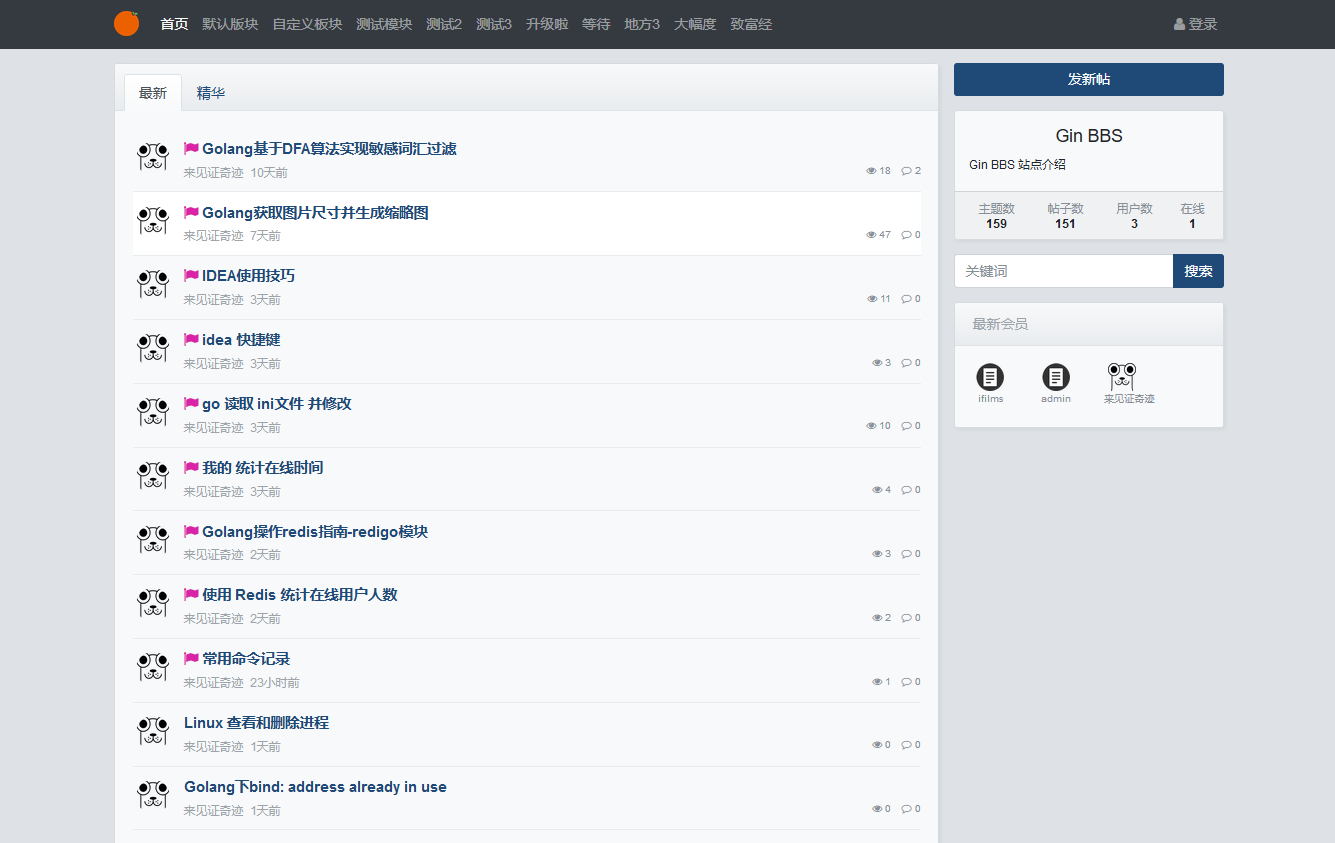 首页 默认版块 自定义板块 测试模块 测试2 测试3 升级啦 等待 地方3 大幅度 致富经 登录
最新 精华
Golang基于DFA算法实现敏感词汇过滤
来见证奇迹 10天前 18 2
Golang获取图片尺寸并生成缩略图
来见证奇迹 7天前 47 0
IDEA使用技巧
来见证奇迹 3天前 11 0
idea 快捷键
来见证奇迹 3天前 3 0
go 读取 ini文件 并修改
来见证奇迹 3天前 10 0
我的 统计在线时间
来见证奇迹 3天前 4 0
Golang操作redis指南-redigo模块
来见证奇迹 2天前 3 0
使用 Redis 统计在线用户人数
来见证奇迹 2天前 2 0
常用命令记录
来见证奇迹 23小时前 1 0
Linux 查看和删除进程
来见证奇迹 1天前 0 0
Golang下bind: address already in use
来见证奇迹 1天前 0 0
发新帖
Gin BBS
Gin BBS 站点介绍
主题数 帖子数 用户数 在线
159 151 3 1
关键词 搜索
最新会员
ifilms admin 来见证奇迹